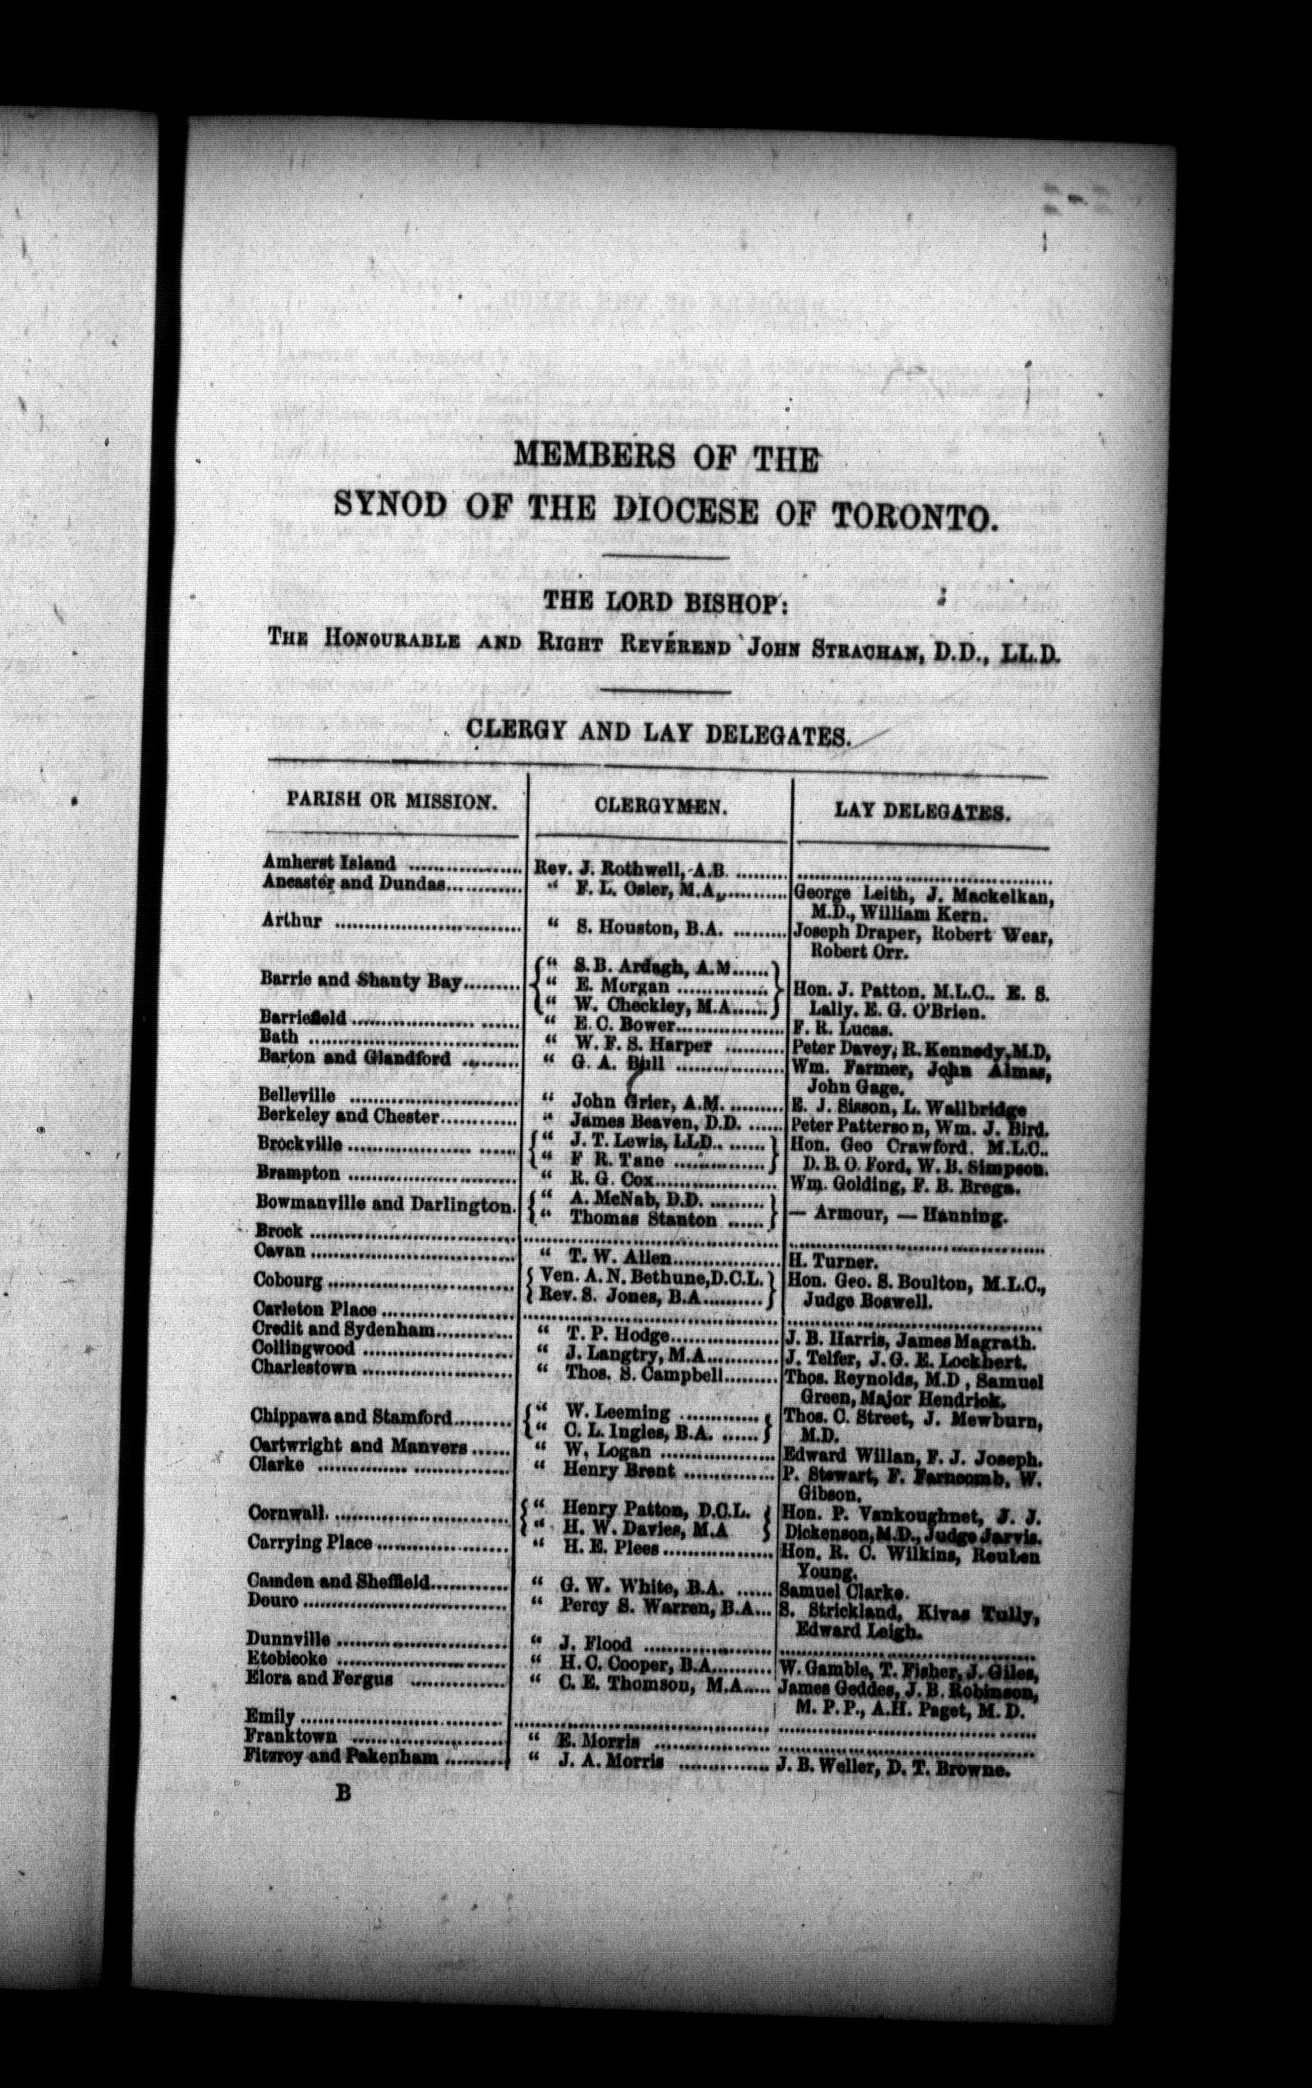 MEMBERS OF THE
SYNOD OF THE DIOCESE OF TORONTO.
THE LORD BISHOP:
THE HONOURABLE AND RIGHT REVEREND JOHN STRACHAN, D.D., LL.D.
CLERGY AND LAY DELEGATES.
PARISH OR MISSION. CLERGYMEN. LAY DELEGATES.
Amherst Island .................. Rev. J. Rothwell, A.B. .........
Ancaster and Dundas............ " F. L. Osler, M.A............ George Leith, J. Mackelkan,
M.D., William Kern.
Arthur .............................. " S. Houston, B.A. ......... Joseph Draper, Robert Wear,
Robert Orr.
{ " S. B. Ardagh, A.M...... }
Barrie and Shanty Bay......... { " E. Morgan ............... } Hon. J. Patton, M.L.C.. E. S.
{ " W. Checkley, M.A...... } Lally, E. G. O'Brien.
Barriefield .................... ...... " E. C. Bower.................. F. R. Lucas.
Bath .................................. " W. F. S. Harper .......... Peter Davey, R. Kennedy, M.D,
Barton and Glandford ......... " G. A. Bull .................. Wm. Farmer, John Almas,
John Gage.
Belleville ........................... " John Grier, A.M. ......... E. J. Sisson, L. Wallbridge
Berkeley and Chester............ " James Beaven, D.D. ...... Peter Patterso n, Wm. J. Bird.
Brockville .................... ...... { " J. T. Lewis, LLD.. ...... } Hon. Geo Crawford. M.L.C..
{ " F R. Tane ............... } D. B. O. Ford, W. B. Simpson.
Brampton ........................... " R. G. Cox.................... Wm. Golding, F. B. Brega.
Bowmanville and Darlington. { " A. McNab, D.D. ......... }
{ " Thomas Stanton ...... } — Armour, — Hanning.
Brock .................................
Cavan ................................. " T. W. Allen.................. H. Turner.
Cobourg .............................. { Ven. A. N. Bethune, D.C.L. } Hon. Geo. S. Boulton, M.L.C.,
{ Rev. S. Jones, B.A.......... } Judge Boswell.
Carleton Place .....................
Credit and Sydenham............ " T. P. Hodge.................. J. B. Harris, James Magrath.
Collingwood ........................ " J. Langtry, M.A............ J. Telfer, J. G. E. Lockhert.
Charlestown ........................ " Thos. S. Campbell......... Thos. Reynolds, M.D , Samuel
Green, Major Hendrick.
Chippawa and Stamford......... { " W. Leeming ............. { Thos. C. Street, J. Mewburn,
{ " C. L. Ingles, B.A. ...... } M.D.
Cartwright and Manvers ...... " W. Logan .................. Edward Willan, F. J. Joseph.
Clarke ............... ............... " Henry Brent ............... P. Stewart, F. Farncomb, W.
Gibson.
Cornwall. ........................... { " Henry Patton, D.C.L. { Hon. P. Vankoughnet, J. J.
{ " H. W. Davies, M.A } Dickenson, M.D., Judge Jarvis.
Carrying Place ..................... " H. E. Plees .................. Hon. R. C. Wilkins, Reuben
Young.
Camden and Sheffield............ " G. W. White, B.A. ...... Samuel Clarke.
Douro ................................. " Percy S. Warren, B.A... S. Strickland, Kivas Tully,
Edward Leigh.
Dunnville ........................... " J. Flood .....................
Etobicoke ........................... " H. C. Cooper, B.A.......... W. Gamble, T. Fisher, J. Giles,
Elora and Fergus ............... " C. E. Thomson, M.A..... James Geddes, J. B. Robinson,
M. P. P., A. H. Paget, M. D.
Emily .................................
Franktown ........................ " E. Morris ..................
Fitzroy and Pakenham ......... " J. A. Morris ............... J. B. Weller, D. T. Browne.
B